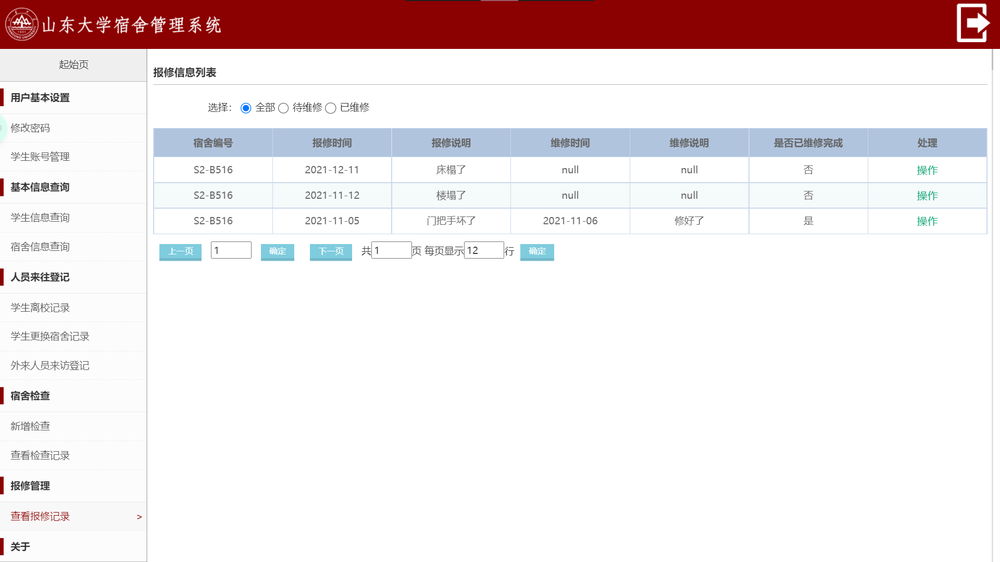 山东大学宿舍管理系统
SHANDONG UNIVERSITY
1901
起始页
用户基本设置
修改密码
学生账号管理
基本信息查询
学生信息查询
宿舍信息查询
人员来往登记
学生离校记录
学生更换宿舍记录
外来人员来访登记
宿舍检查
新增检查
查看检查记录
报修管理
查看报修记录 >
关于
报修信息列表
选择： 全部 待维修 已维修
宿舍编号 报修时间 报修说明 维修时间 维修说明 是否已维修完成 处理
S2-B516 2021-12-11 床榻了 null null 否 操作
S2-B516 2021-11-12 楼塌了 null null 否 操作
S2-B516 2021-11-05 门把手坏了 2021-11-06 修好了 是 操作
上一页 1 确定 下一页 共1页 每页显示12行 确定